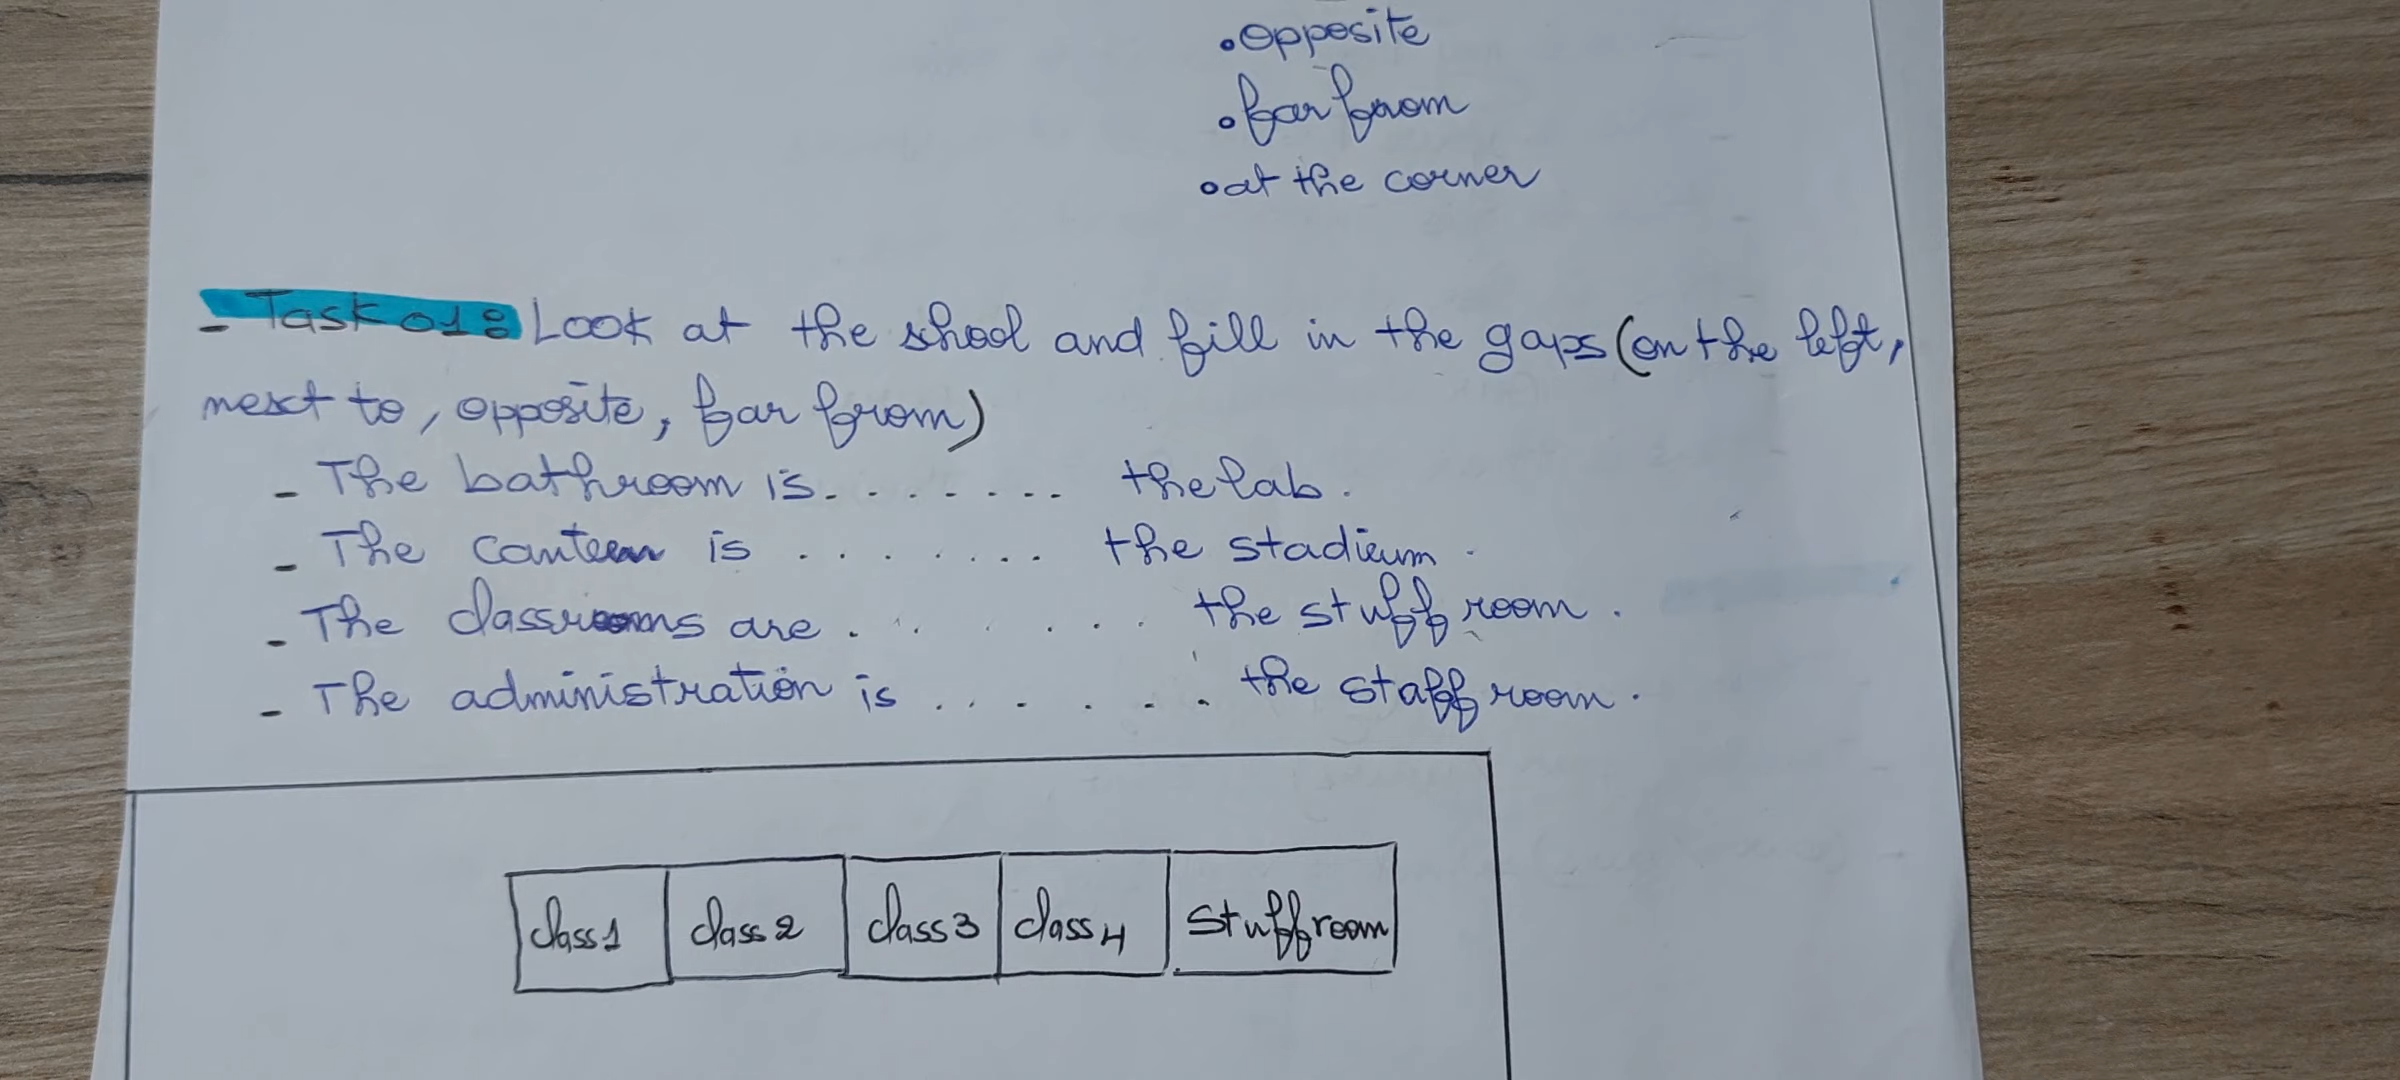 • opposite
• far from
• at the corner
- Task 01: Look at the shool and fill in the gaps (on the left,
next to, opposite, far from)
- The bathroom is. . . . . . . the lab.
- The canteen is . . . . . . . the stadium.
- The classrooms are . . . . . . . the stuff room.
- The administration is . . . . . . the staff room.
class 1 class 2 class 3 class 4 Stuff room